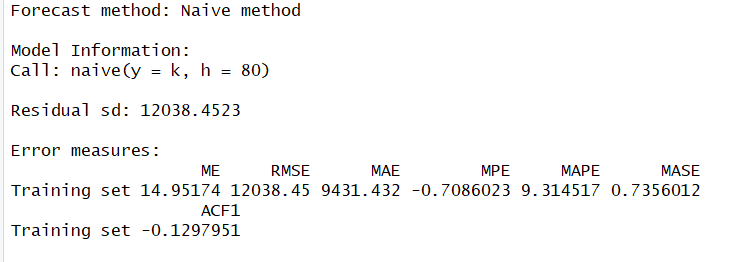 Forecast method: Naive method
Model Information:
Call: naive(y = k, h = 80)
Residual sd: 12038.4523
Error measures:
ME RMSE MAE MPE MAPE MASE
Training set 14.95174 12038.45 9431.432 -0.7086023 9.314517 0.7356012
ACF1
Training set -0.1297951